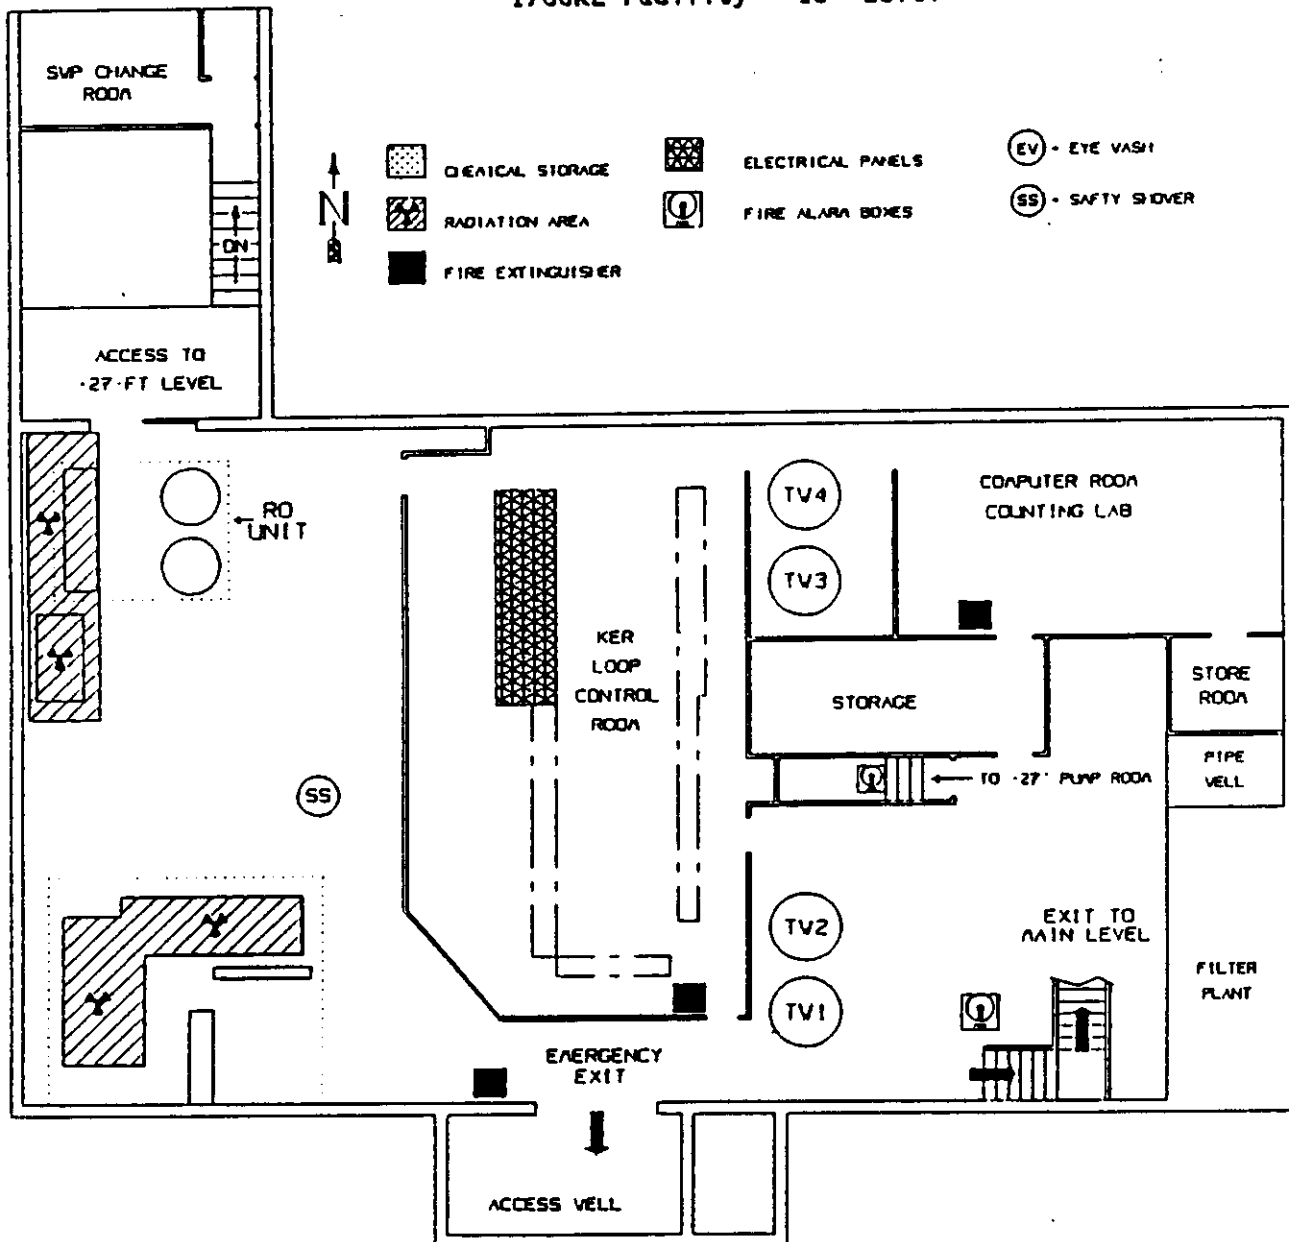 SWP CHANGE
ROOM
CHEMICAL STORAGE
RADIATION AREA
FIRE EXTINGUISHER
ELECTRICAL PANELS
FIRE ALARM BOXES
EV - EYE WASH
SS - SAFTY SHOWER
N
DN
ACCESS TO
-27-FT LEVEL
RO
UNIT
KER
LOOP
CONTROL
ROOM
TV4
TV3
COMPUTER ROOM
COUNTING LAB
STORAGE
STORE
ROOM
PIPE
WELL
TO -27' PUMP ROOM
SS
TV2
TV1
EXIT TO
MAIN LEVEL
FILTER
PLANT
EMERGENCY
EXIT
ACCESS WELL